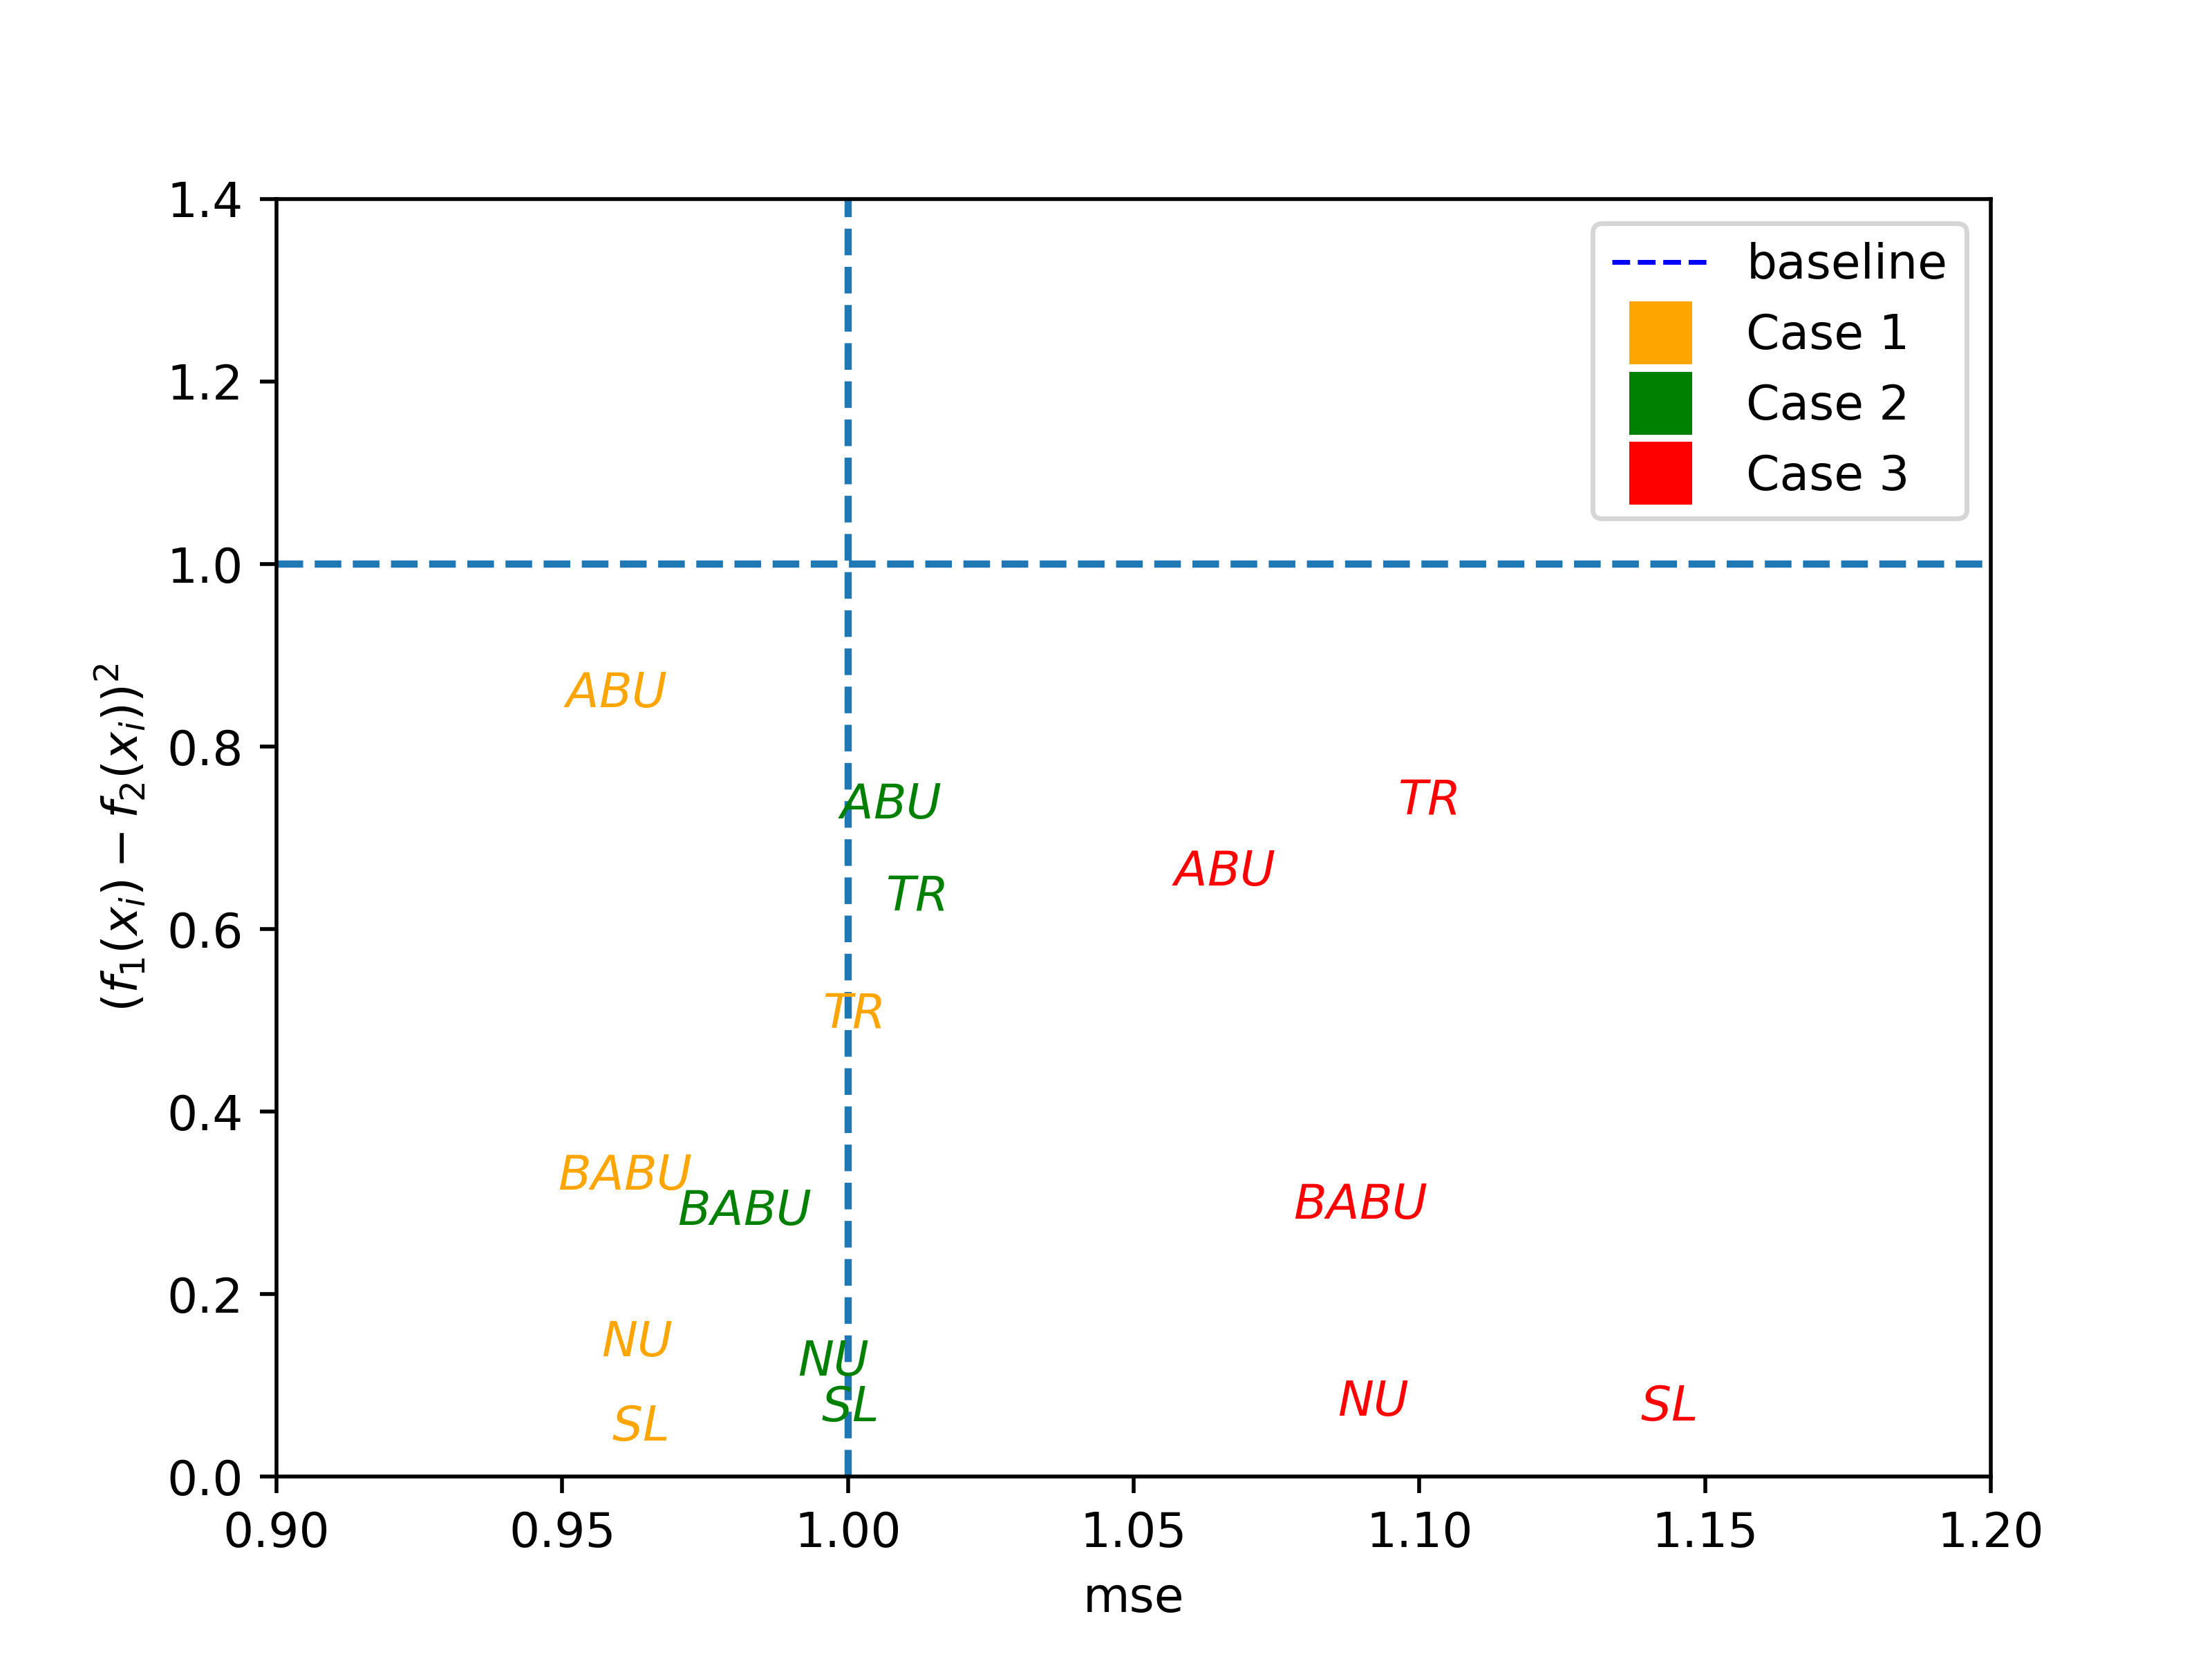 1.4
1.2
1.0
0.8
0.6
0.4
0.2
0.0
(f₁(xᵢ) − f₂(xᵢ))²
baseline
Case 1
Case 2
Case 3
ABU
ABU
TR
ABU
TR
TR
BABU
BABU
BABU
NU
NU
SL
SL
NU
SL
0.90 0.95 1.00 1.05 1.10 1.15 1.20
mse